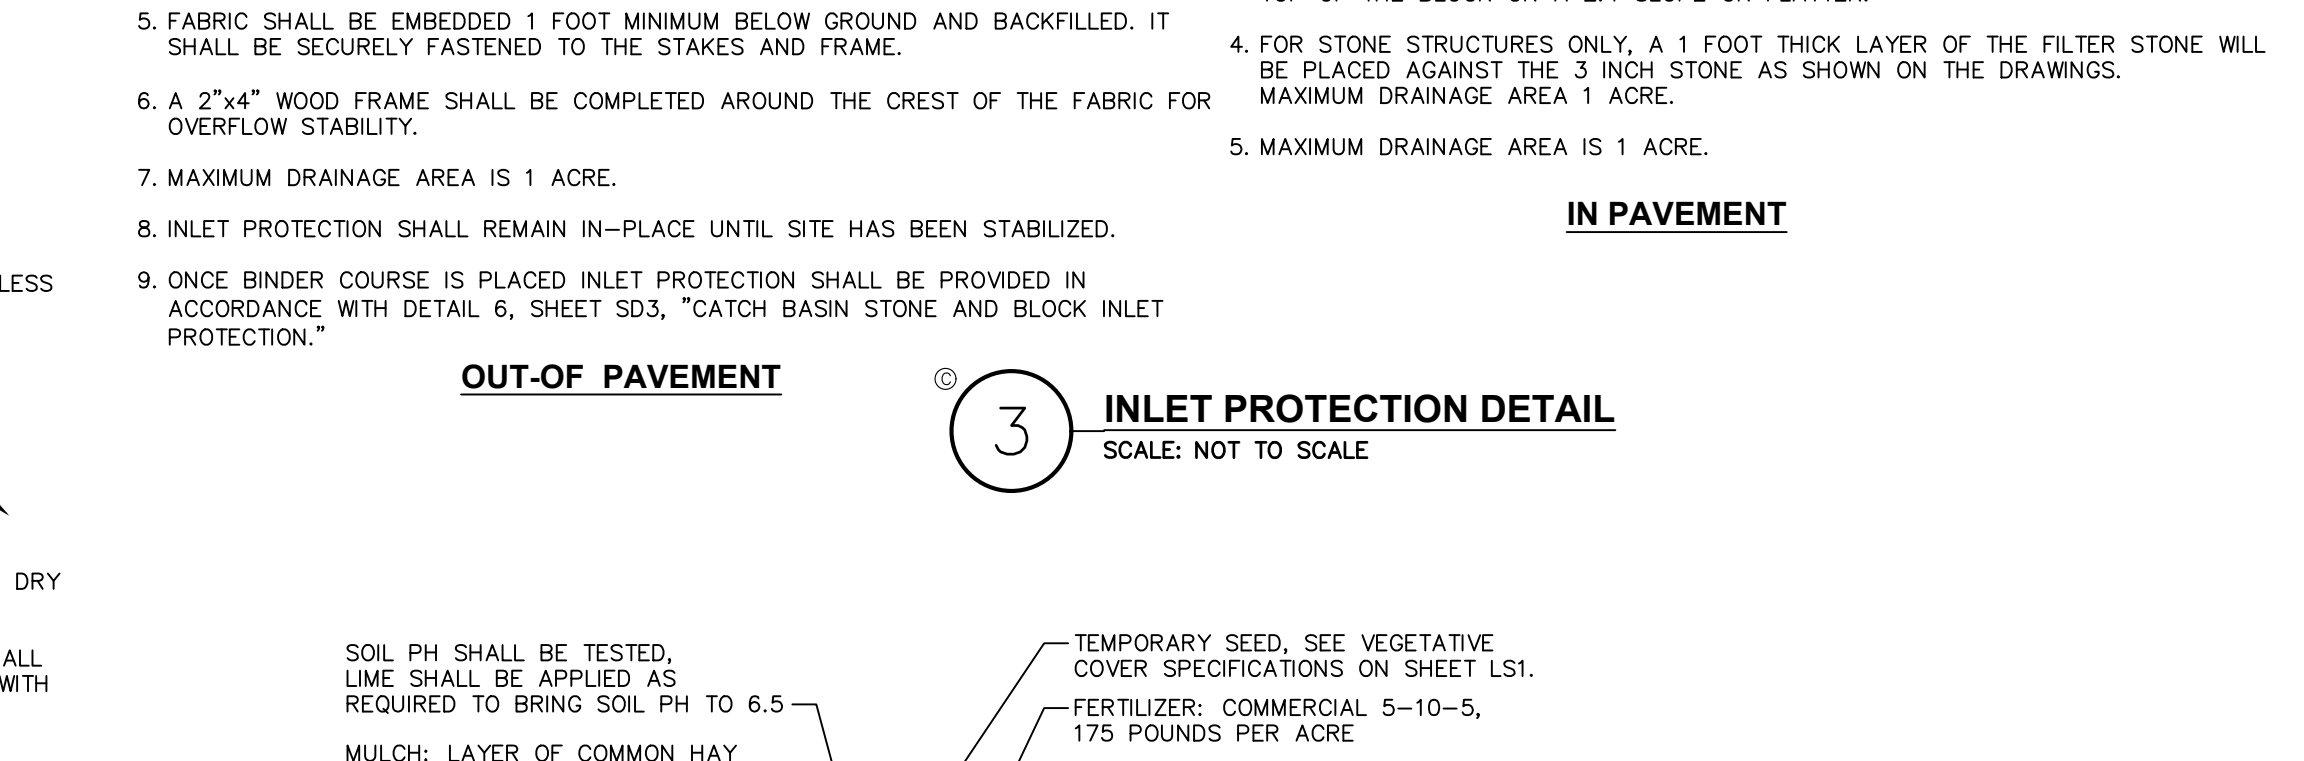 5. FABRIC SHALL BE EMBEDDED 1 FOOT MINIMUM BELOW GROUND AND BACKFILLED. IT
SHALL BE SECURELY FASTENED TO THE STAKES AND FRAME.
6. A 2”x4” WOOD FRAME SHALL BE COMPLETED AROUND THE CREST OF THE FABRIC FOR
OVERFLOW STABILITY.
7. MAXIMUM DRAINAGE AREA IS 1 ACRE.
8. INLET PROTECTION SHALL REMAIN IN–PLACE UNTIL SITE HAS BEEN STABILIZED.
9. ONCE BINDER COURSE IS PLACED INLET PROTECTION SHALL BE PROVIDED IN
ACCORDANCE WITH DETAIL 6, SHEET SD3, ”CATCH BASIN STONE AND BLOCK INLET
PROTECTION.”
OUT-OF PAVEMENT
4. FOR STONE STRUCTURES ONLY, A 1 FOOT THICK LAYER OF THE FILTER STONE WILL
BE PLACED AGAINST THE 3 INCH STONE AS SHOWN ON THE DRAWINGS.
MAXIMUM DRAINAGE AREA 1 ACRE.
5. MAXIMUM DRAINAGE AREA IS 1 ACRE.
IN PAVEMENT
LESS
©
3
INLET PROTECTION DETAIL
SCALE: NOT TO SCALE
DRY
ALL
WITH
SOIL PH SHALL BE TESTED,
LIME SHALL BE APPLIED AS
REQUIRED TO BRING SOIL PH TO 6.5
MULCH: LAYER OF COMMON HAY
TEMPORARY SEED, SEE VEGETATIVE
COVER SPECIFICATIONS ON SHEET LS1.
FERTILIZER: COMMERCIAL 5–10–5,
175 POUNDS PER ACRE